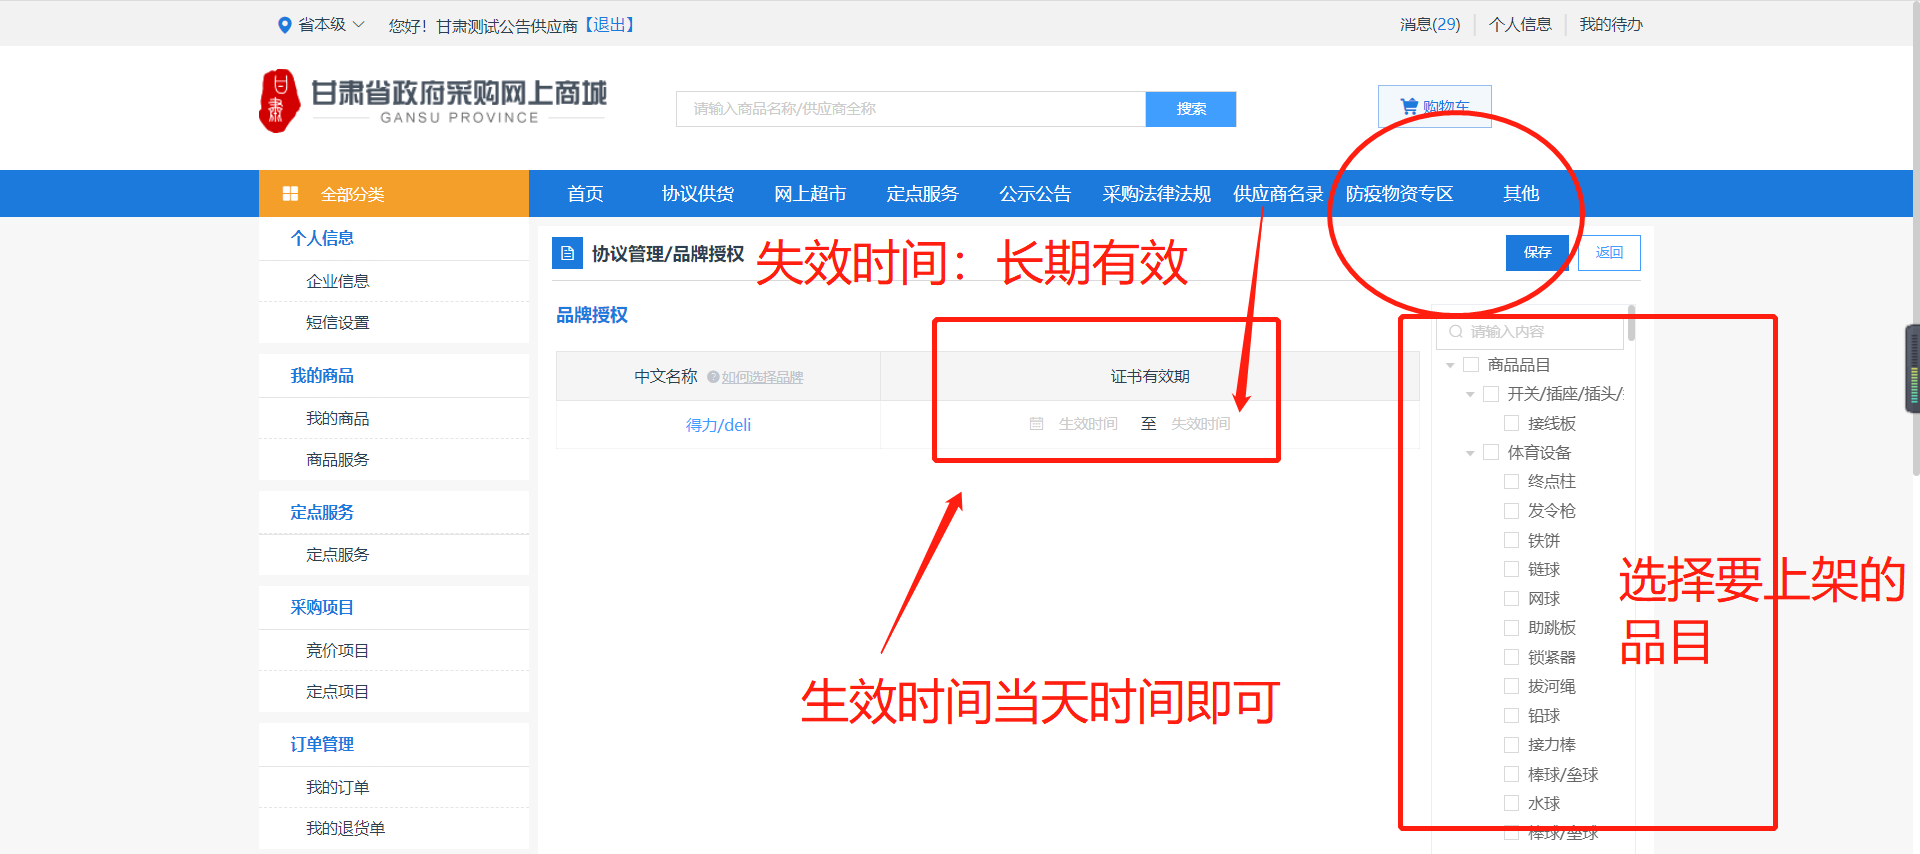 省本级
您好！甘肃测试公告供应商【退出】
消息(29)
个人信息
我的待办
甘肃
甘肃省政府采购网上商城
GANSU PROVINCE
请输入商品名称/供应商全称
搜索
购物车
全部分类
首页
协议供货
网上超市
定点服务
公示公告
采购法律法规
供应商名录
防疫物资专区
其他
个人信息
企业信息
短信设置
我的商品
我的商品
商品服务
定点服务
定点服务
采购项目
竞价项目
定点项目
订单管理
我的订单
我的退货单
协议管理/品牌授权
失效时间：长期有效
保存
返回
品牌授权
中文名称
如何选择品牌
证书有效期
得力/deli
生效时间 至 失效时间
生效时间当天时间即可
请输入内容
商品品目
开关/插座/插头/
接线板
体育设备
终点柱
发令枪
铁饼
链球
网球
助跳板
锁紧器
拔河绳
铅球
接力棒
棒球/垒球
水球
棒球/垒球
选择要上架的
品目